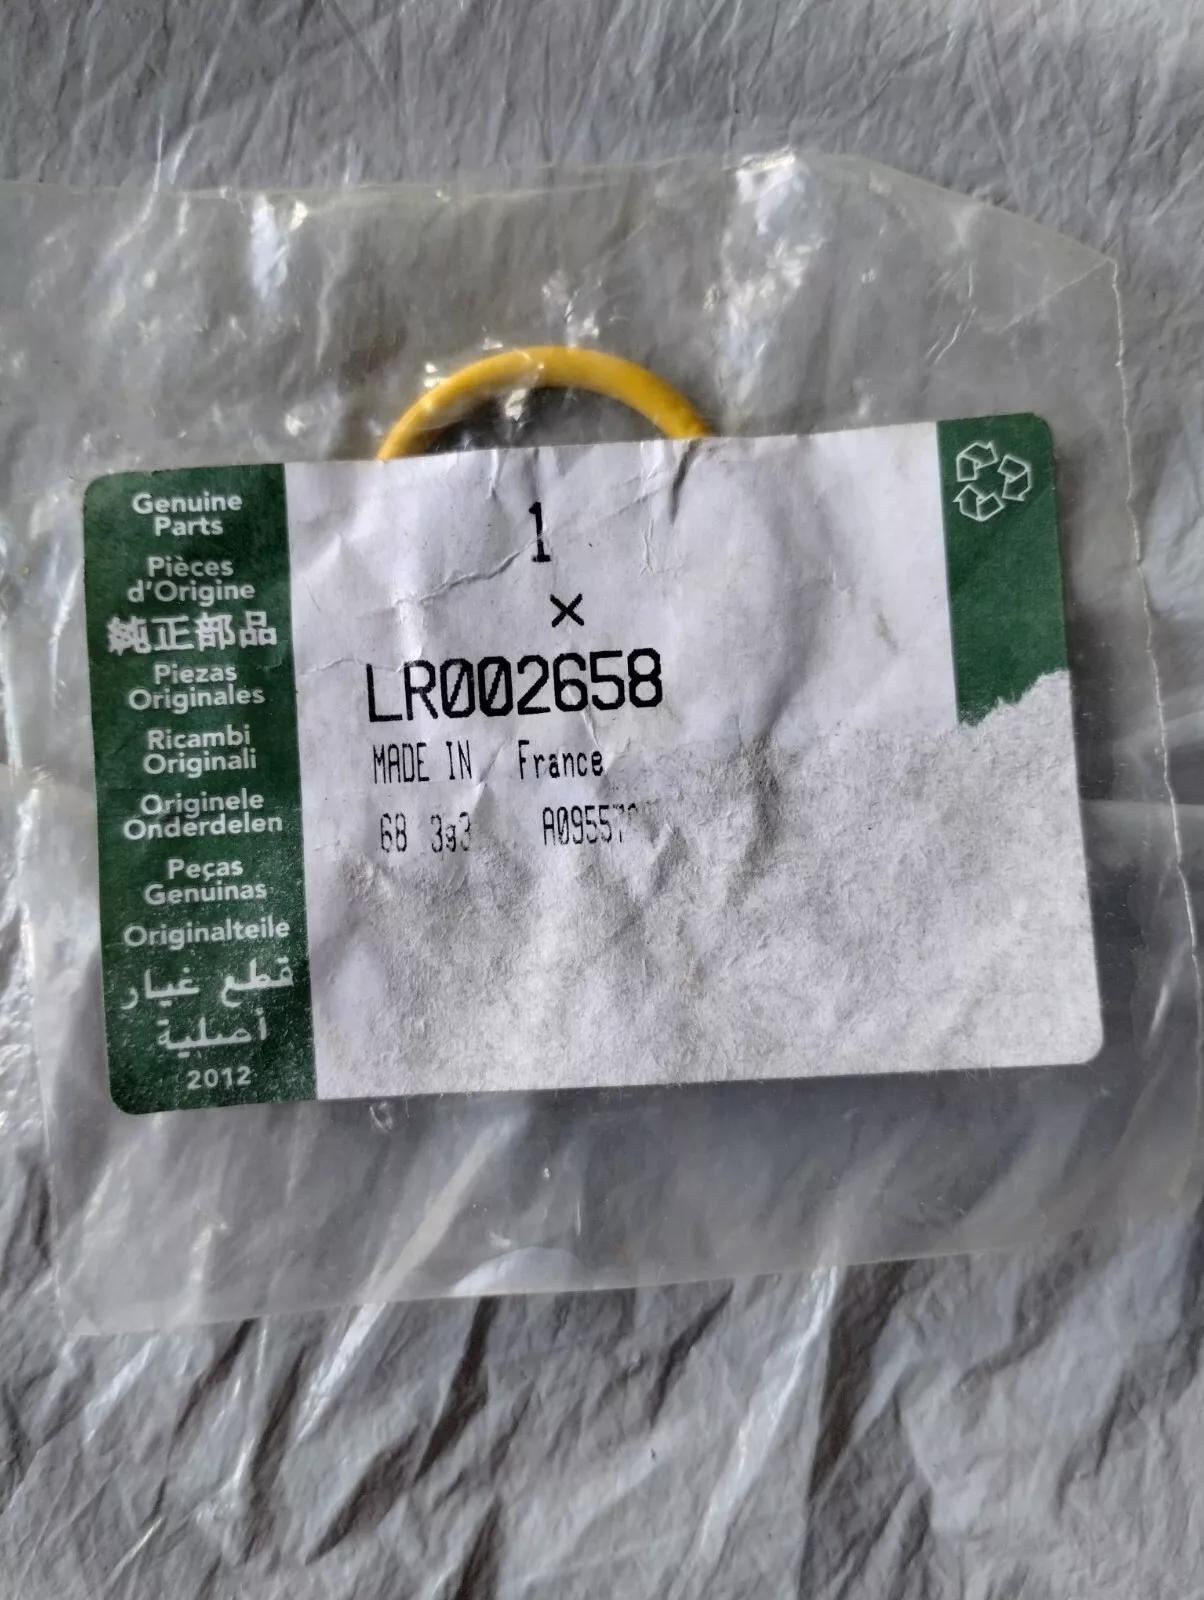 Genuine
Parts
Pièces
d'Origine
純正部品
Piezas
Originales
Ricambi
Originali
Originele
Onderdelen
Peças
Genuinas
Originalteile
قطع غيار
أصلية
2012
1
×
LR002658
MADE IN France
68 3g3